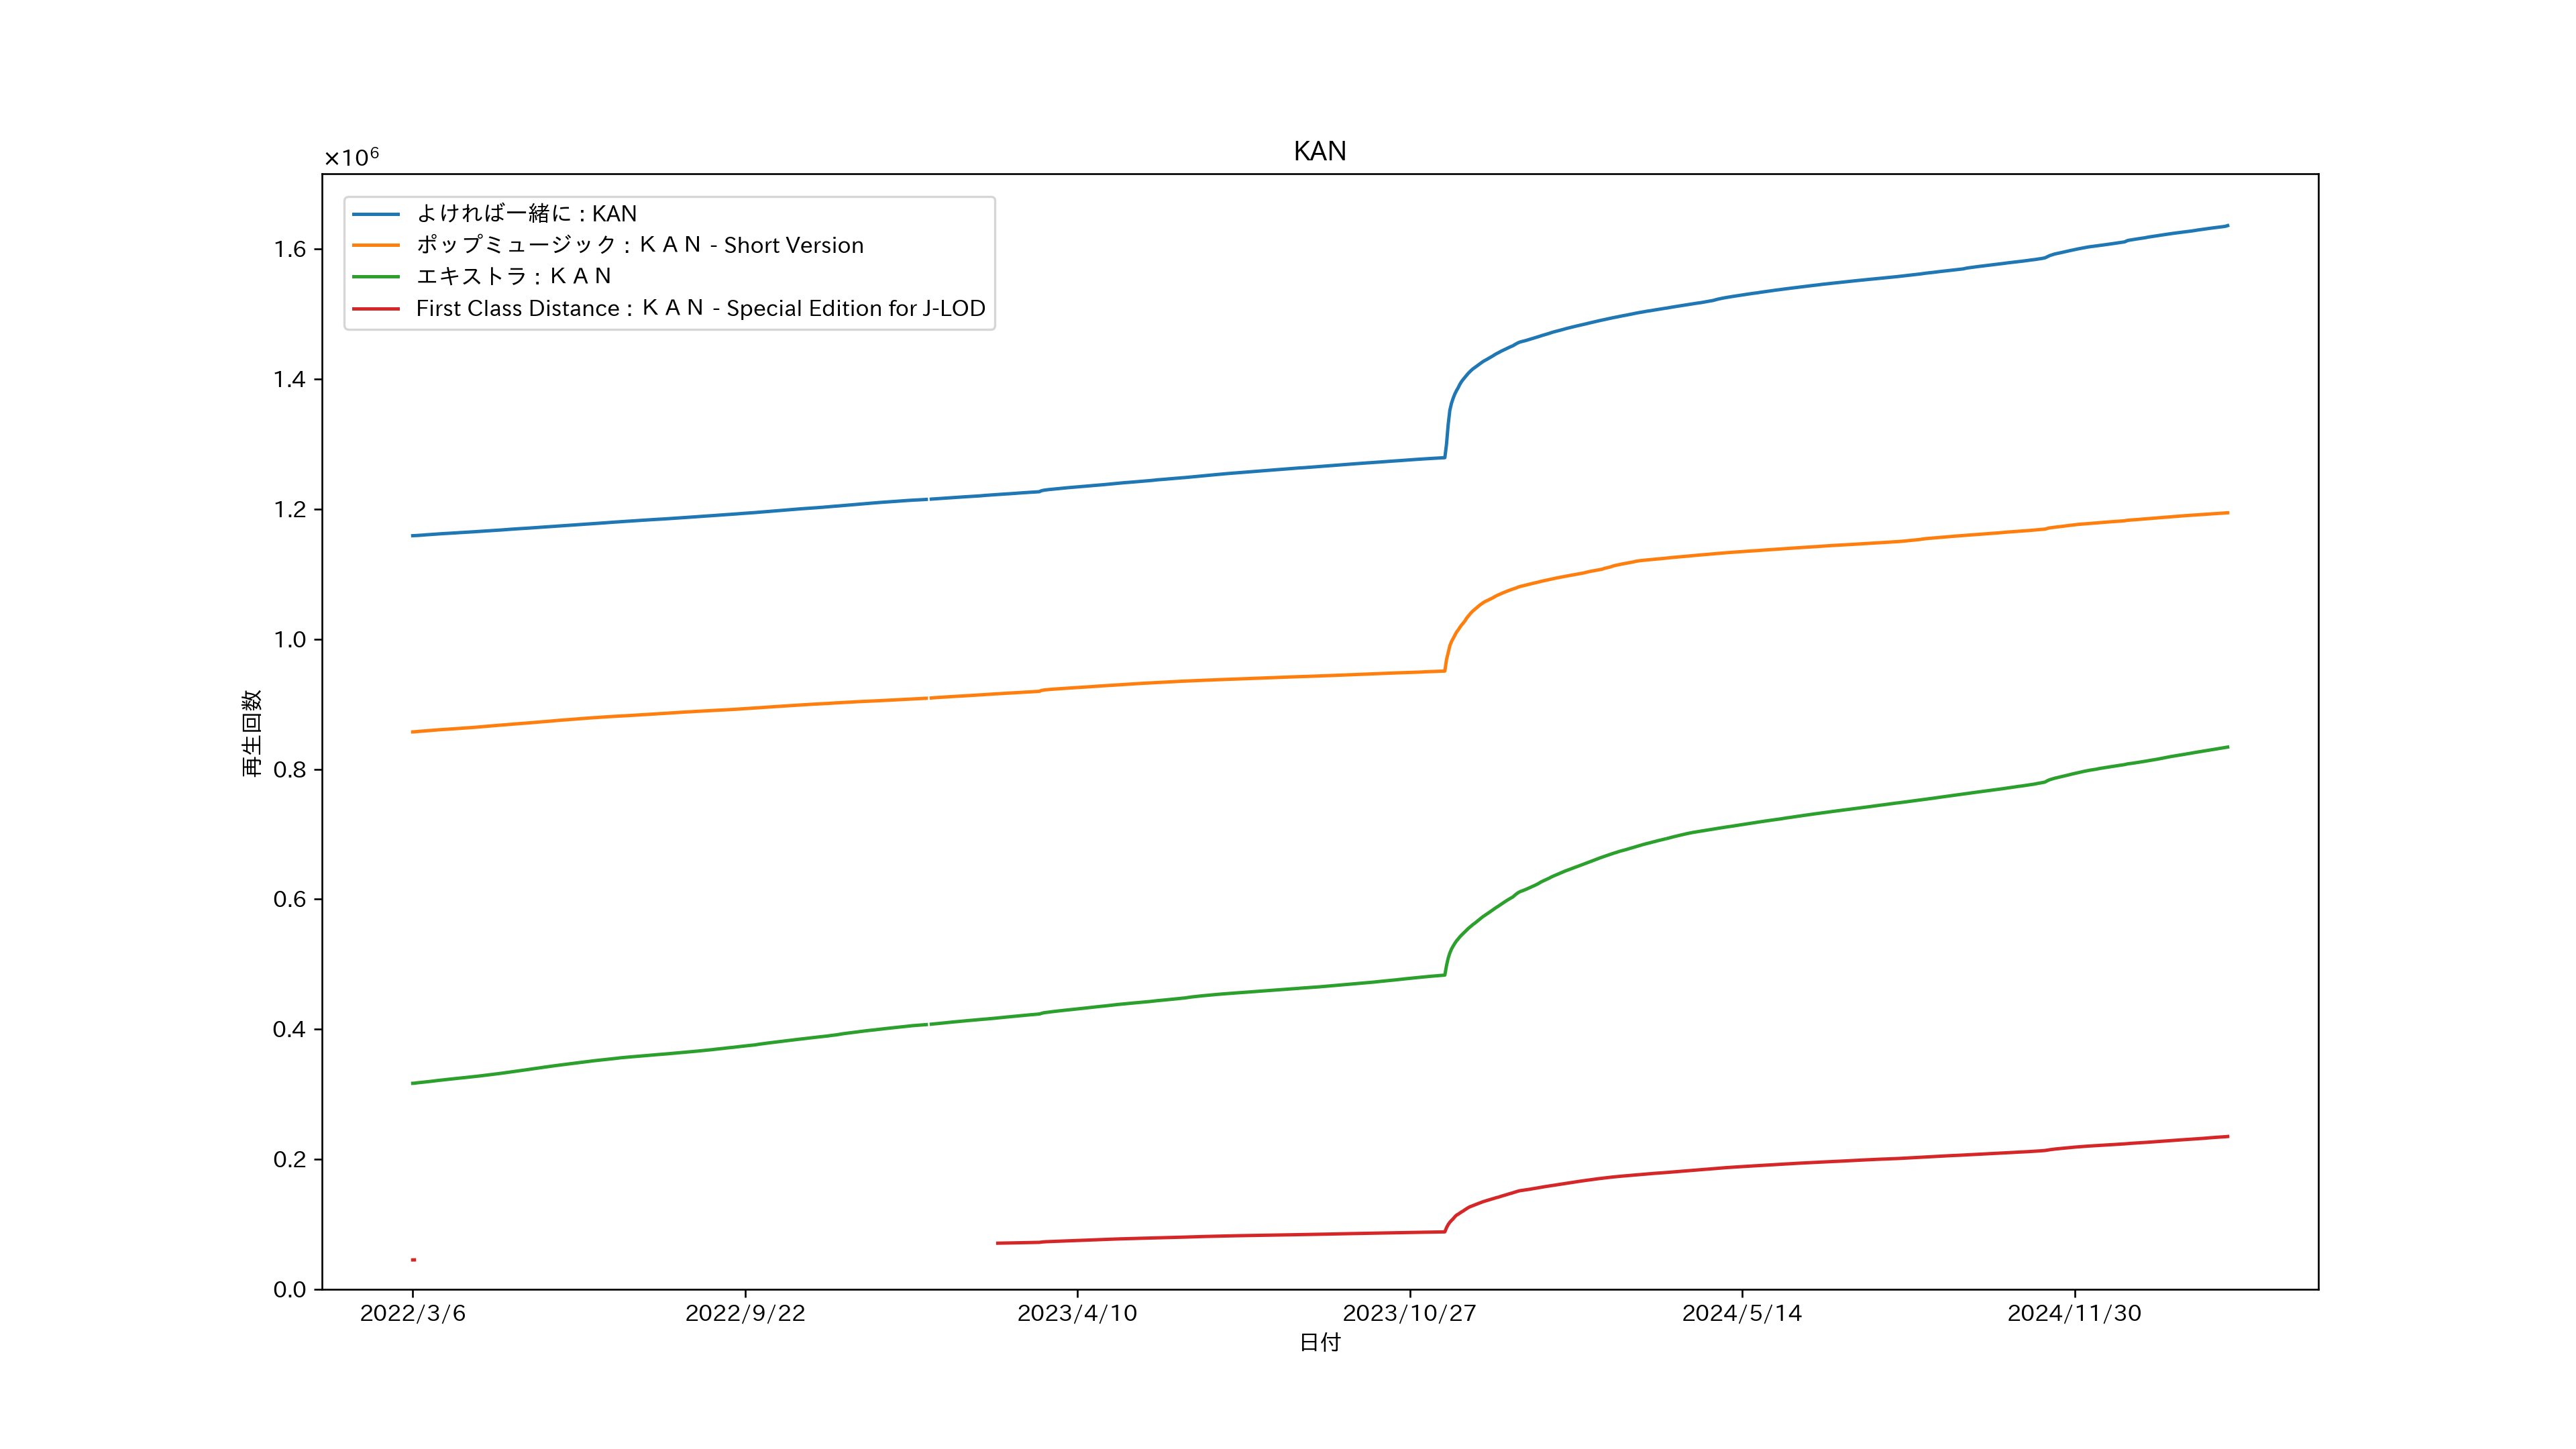 KAN
×10⁶
よければ一緒に : KAN
ポップミュージック : ＫＡＮ - Short Version
エキストラ : ＫＡＮ
First Class Distance : ＫＡＮ - Special Edition for J-LOD
1.6
1.4
1.2
1.0
0.8
0.6
0.4
0.2
0.0
再生回数
2022/3/6
2022/9/22
2023/4/10
2023/10/27
2024/5/14
2024/11/30
日付